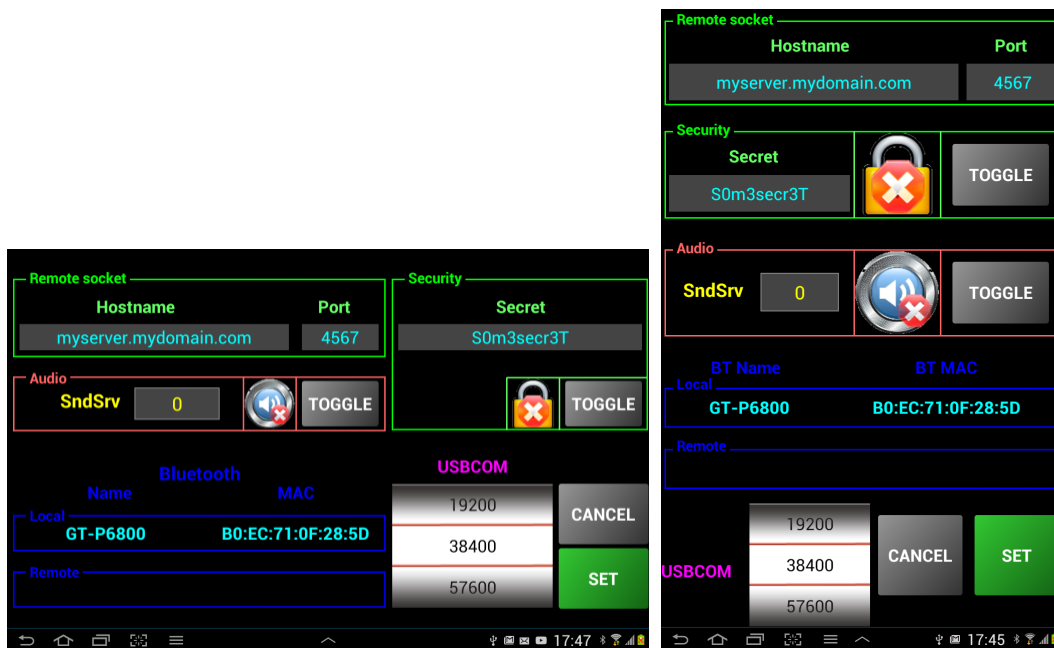 Remote socket
Hostname Port
myserver.mydomain.com 4567
Security
Secret
S0m3secr3T
Audio
SndSrv 0 TOGGLE
TOGGLE
Bluetooth
Name MAC
Local
GT-P6800 B0:EC:71:0F:28:5D
Remote
USBCOM
19200
38400
57600
CANCEL
SET
17:47
Remote socket
Hostname Port
myserver.mydomain.com 4567
Security
Secret
S0m3secr3T
TOGGLE
Audio
SndSrv 0 TOGGLE
BT Name BT MAC
Local
GT-P6800 B0:EC:71:0F:28:5D
Remote
USBCOM
19200
38400
57600
CANCEL
SET
17:45